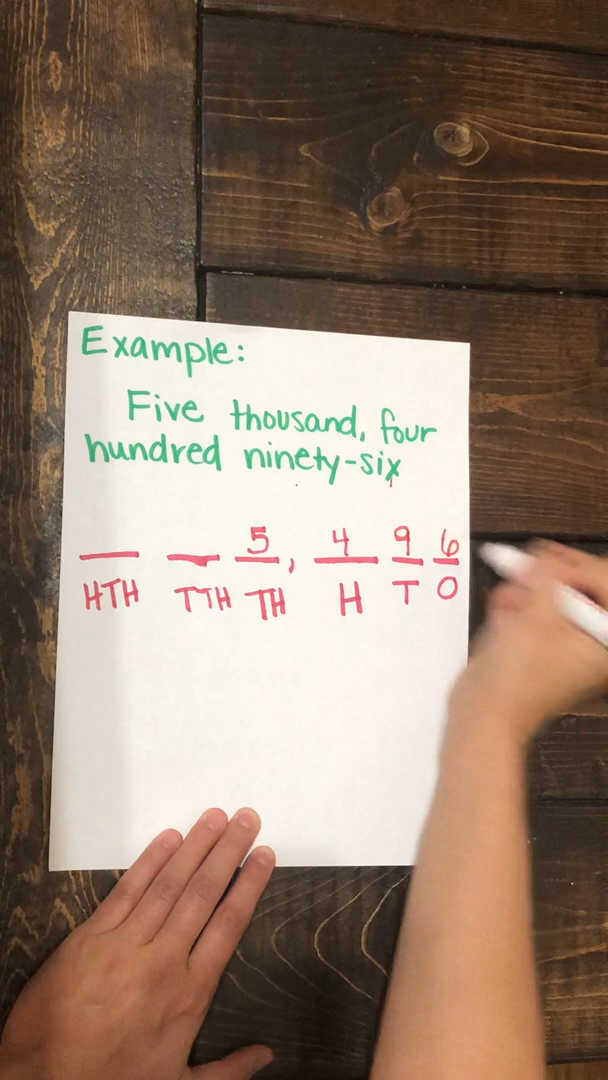 Example:
Five thousand, four
hundred ninety-six
5, 4 9 6
HTH TTH TH H T O